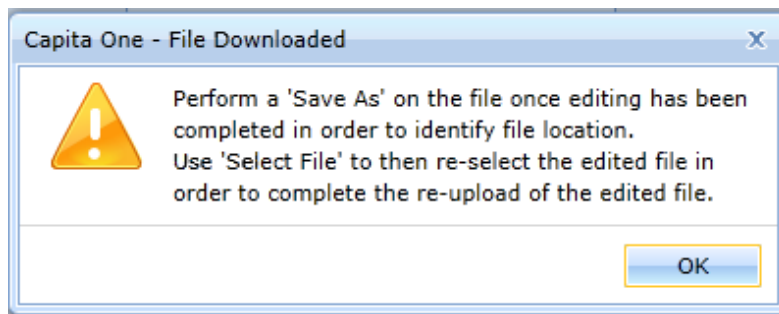 Capita One - File Downloaded
Perform a 'Save As' on the file once editing has been
completed in order to identify file location.
Use 'Select File' to then re-select the edited file in
order to complete the re-upload of the edited file.
OK